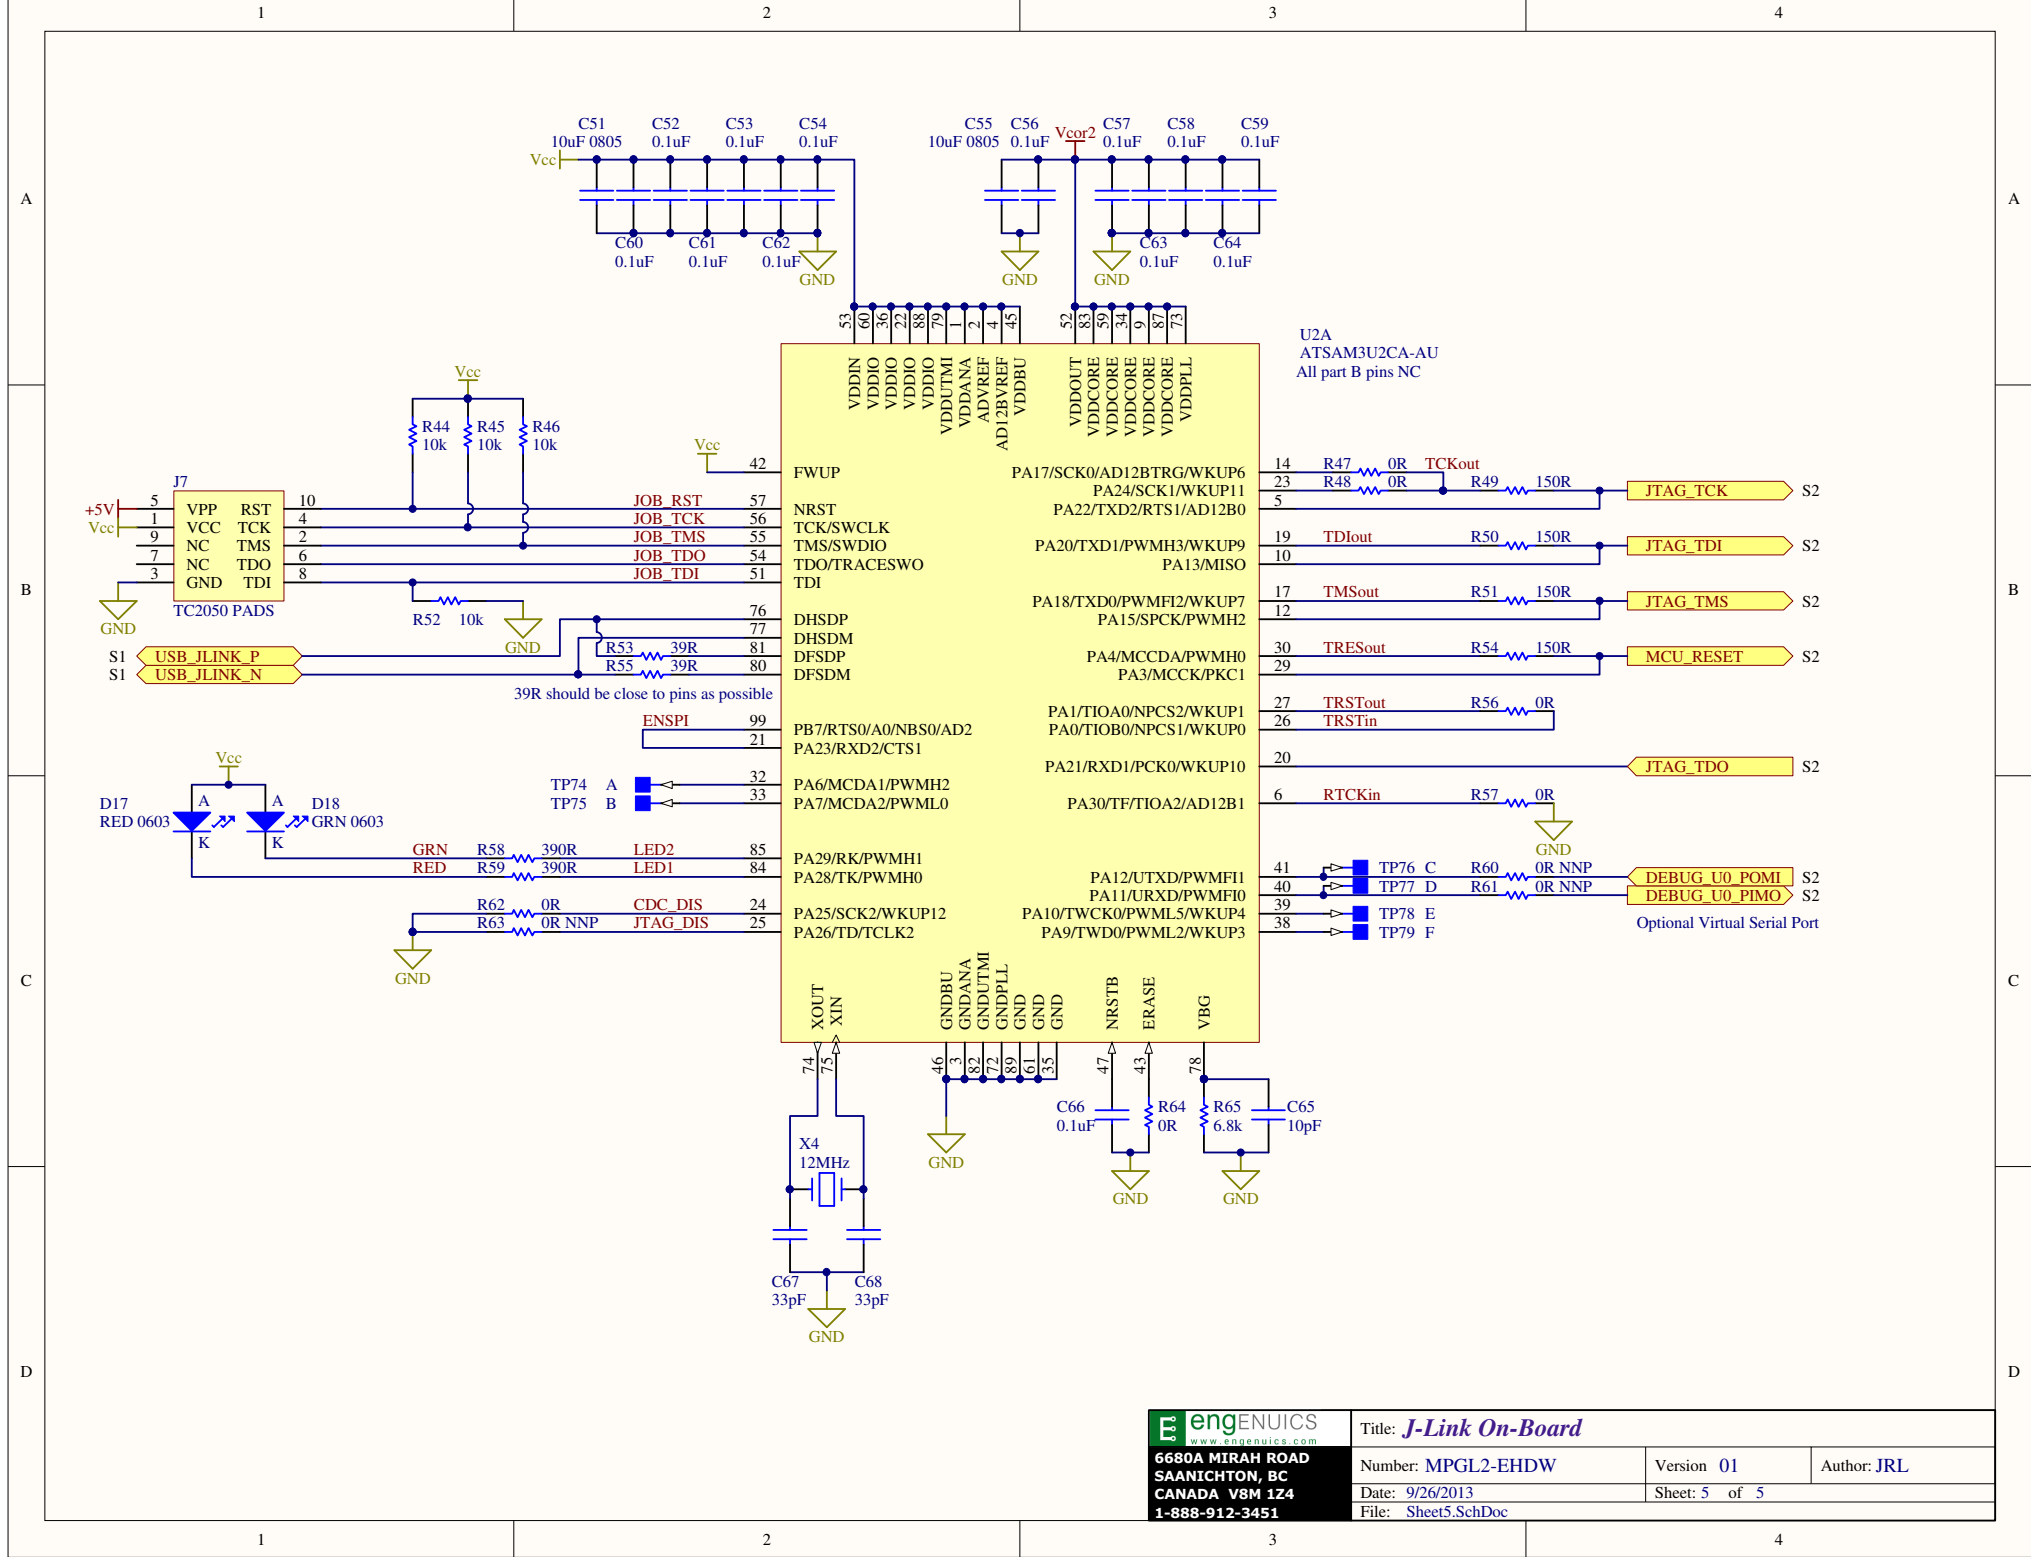 1 2 3 4
A A
B B
C C
D D
C51 C52 C53 C54
10uF 0805 0.1uF 0.1uF 0.1uF
Vcc
C60 C61 C62
0.1uF 0.1uF 0.1uF
GND
C55 C56 Vcor2 C57 C58 C59
10uF 0805 0.1uF 0.1uF 0.1uF 0.1uF
GND GND
C63 C64
0.1uF 0.1uF
53 60 36 22 88 79 1 2 4 45
52 83 59 34 9 87 73
VDDIN VDDIO VDDIO VDDIO VDDIO VDDUTMI VDDANA ADVREF AD12BVREF VDDBU
VDDOUT VDDCORE VDDCORE VDDCORE VDDCORE VDDCORE VDDPLL
U2A
ATSAM3U2CA-AU
All part B pins NC
Vcc
R44 R45 R46
10k 10k 10k
Vcc
42 FWUP
J7
+5V 5 VPP RST 10 JOB_RST 57 NRST
Vcc 1 VCC TCK 4 JOB_TCK 56 TCK/SWCLK
9 NC TMS 2 JOB_TMS 55 TMS/SWDIO
7 NC TDO 6 JOB_TDO 54 TDO/TRACESWO
3 GND TDI 8 JOB_TDI 51 TDI
TC2050 PADS
GND
R52 10k
GND
76 DHSDP
77 DHSDM
S1 USB_JLINK_P R53 39R 81 DFSDP
S1 USB_JLINK_N R55 39R 80 DFSDM
39R should be close to pins as possible
ENSPI 99 PB7/RTS0/A0/NBS0/AD2
21 PA23/RXD2/CTS1
TP74 A 32 PA6/MCDA1/PWMH2
TP75 B 33 PA7/MCDA2/PWML0
Vcc
D17 A A D18
RED 0603 GRN 0603
K K
GRN R58 390R LED2 85 PA29/RK/PWMH1
RED R59 390R LED1 84 PA28/TK/PWMH0
R62 0R CDC_DIS 24 PA25/SCK2/WKUP12
R63 0R NNP JTAG_DIS 25 PA26/TD/TCLK2
GND
PA17/SCK0/AD12BTRG/WKUP6 14 R47 0R TCKout
PA24/SCK1/WKUP11 23 R48 0R R49 150R JTAG_TCK S2
PA22/TXD2/RTS1/AD12B0 5
PA20/TXD1/PWMH3/WKUP9 19 TDIout R50 150R JTAG_TDI S2
PA13/MISO 10
PA18/TXD0/PWMFI2/WKUP7 17 TMSout R51 150R JTAG_TMS S2
PA15/SPCK/PWMH2 12
PA4/MCCDA/PWMH0 30 TRESout R54 150R MCU_RESET S2
PA3/MCCK/PKC1 29
PA1/TIOA0/NPCS2/WKUP1 27 TRSTout R56 0R
PA0/TIOB0/NPCS1/WKUP0 26 TRSTin
PA21/RXD1/PCK0/WKUP10 20 JTAG_TDO S2
PA30/TF/TIOA2/AD12B1 6 RTCKin R57 0R
GND
PA12/UTXD/PWMFI1 41 TP76 C R60 0R NNP DEBUG_U0_POMI S2
PA11/URXD/PWMFI0 40 TP77 D R61 0R NNP DEBUG_U0_PIMO S2
PA10/TWCK0/PWML5/WKUP4 39 TP78 E
PA9/TWD0/PWML2/WKUP3 38 TP79 F
Optional Virtual Serial Port
XOUT XIN
GNDBU GNDANA GNDUTMI GNDPLL GND GND GND
NRSTB ERASE VBG
74 75
46 3 82 72 89 61 35
47 43 78
C66 R64 R65 C65
0.1uF 0R 6.8k 10pF
GND GND GND
X4
12MHz
C67 C68
33pF 33pF
GND
engENUICS
www.engenuics.com
6680A MIRAH ROAD
SAANICHTON, BC
CANADA V8M 1Z4
1-888-912-3451
Title: J-Link On-Board
Number: MPGL2-EHDW Version 01 Author: JRL
Date: 9/26/2013 Sheet: 5 of 5
File: Sheet5.SchDoc
1 2 3 4